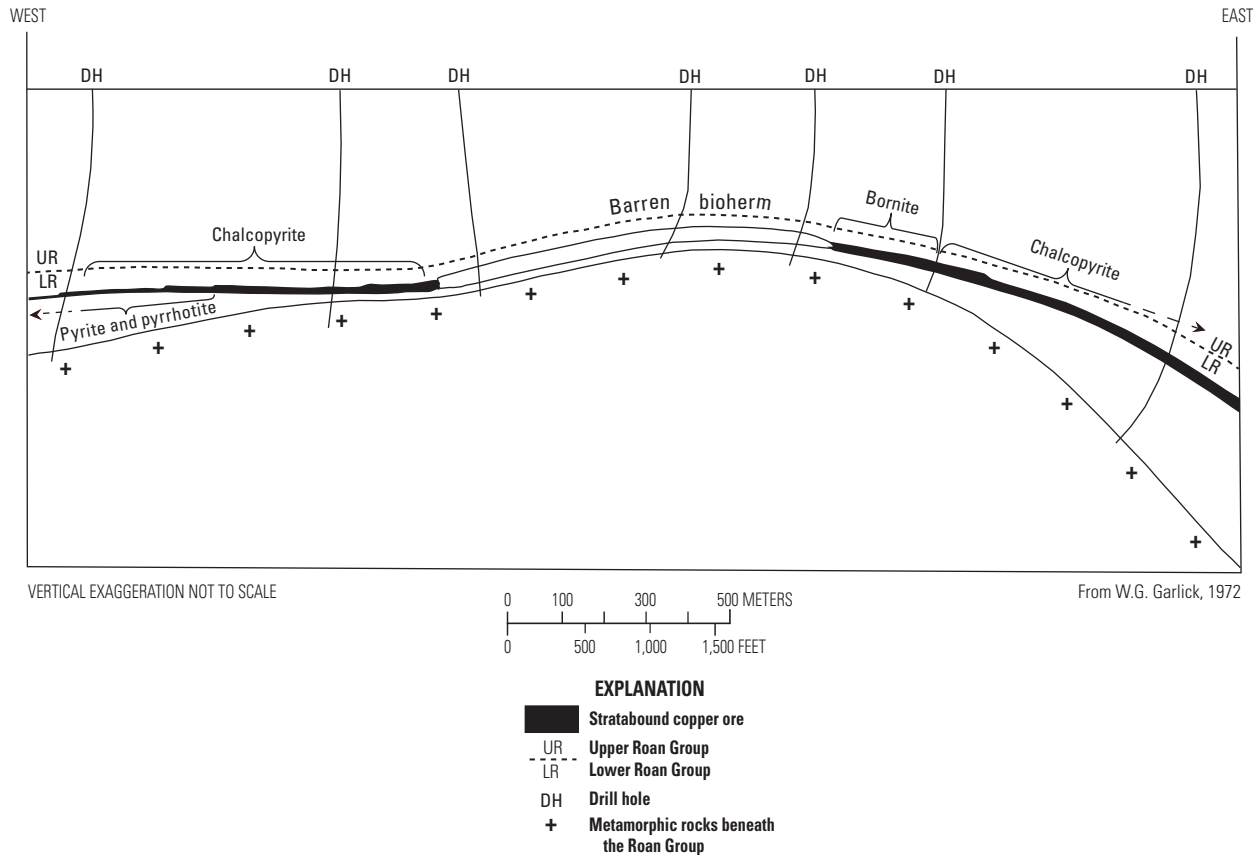 WEST
EAST
DH DH DH DH DH DH DH
Barren bioherm
Bornite
Chalcopyrite
Chalcopyrite
UR
LR
Pyrite and pyrrhotite
UR
LR
VERTICAL EXAGGERATION NOT TO SCALE
From W.G. Garlick, 1972
0 100 300 500 METERS
0 500 1,000 1,500 FEET
EXPLANATION
Stratabound copper ore
UR Upper Roan Group
LR Lower Roan Group
DH Drill hole
+ Metamorphic rocks beneath
the Roan Group